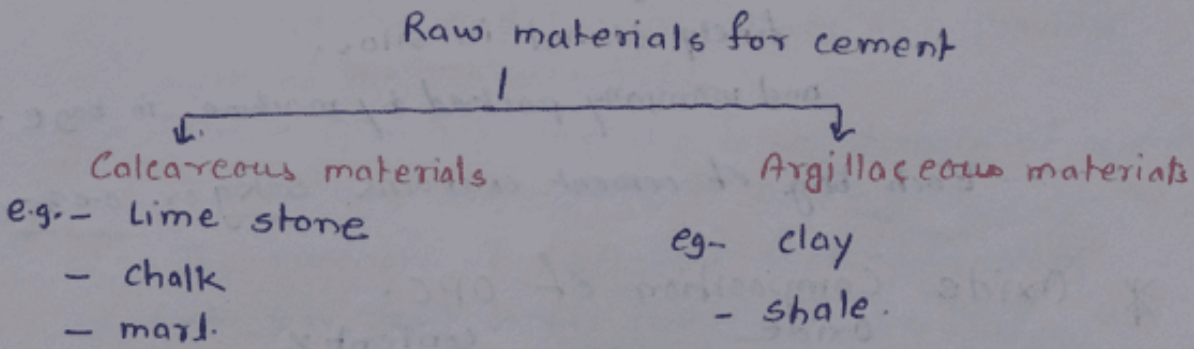 Raw materials for cement
Calcareous materials
e.g.- Lime stone
- Chalk
- marl.
Argillaceous materials
eg- clay
- shale.